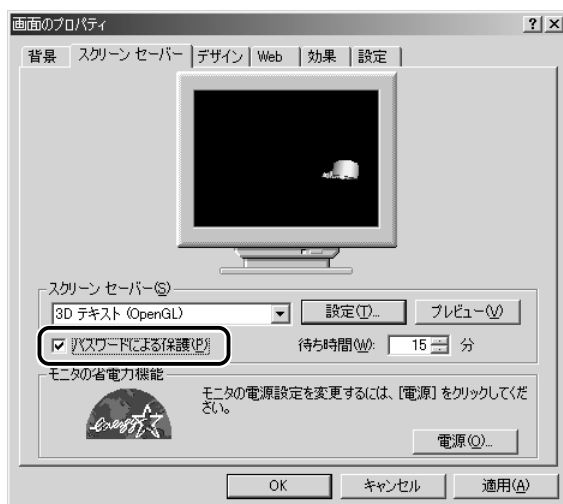 画面のプロパティ
背景 スクリーン セーバー デザイン Web 効果 設定
スクリーン セーバー(S)
3D テキスト (OpenGL) 設定(T)... プレビュー(V)
パスワードによる保護(P) 待ち時間(W): 15 分
モニタの省電力機能
モニタの電源設定を変更するには、[電源] をクリックしてくだ
さい。
energy
電源(O)...
OK キャンセル 適用(A)